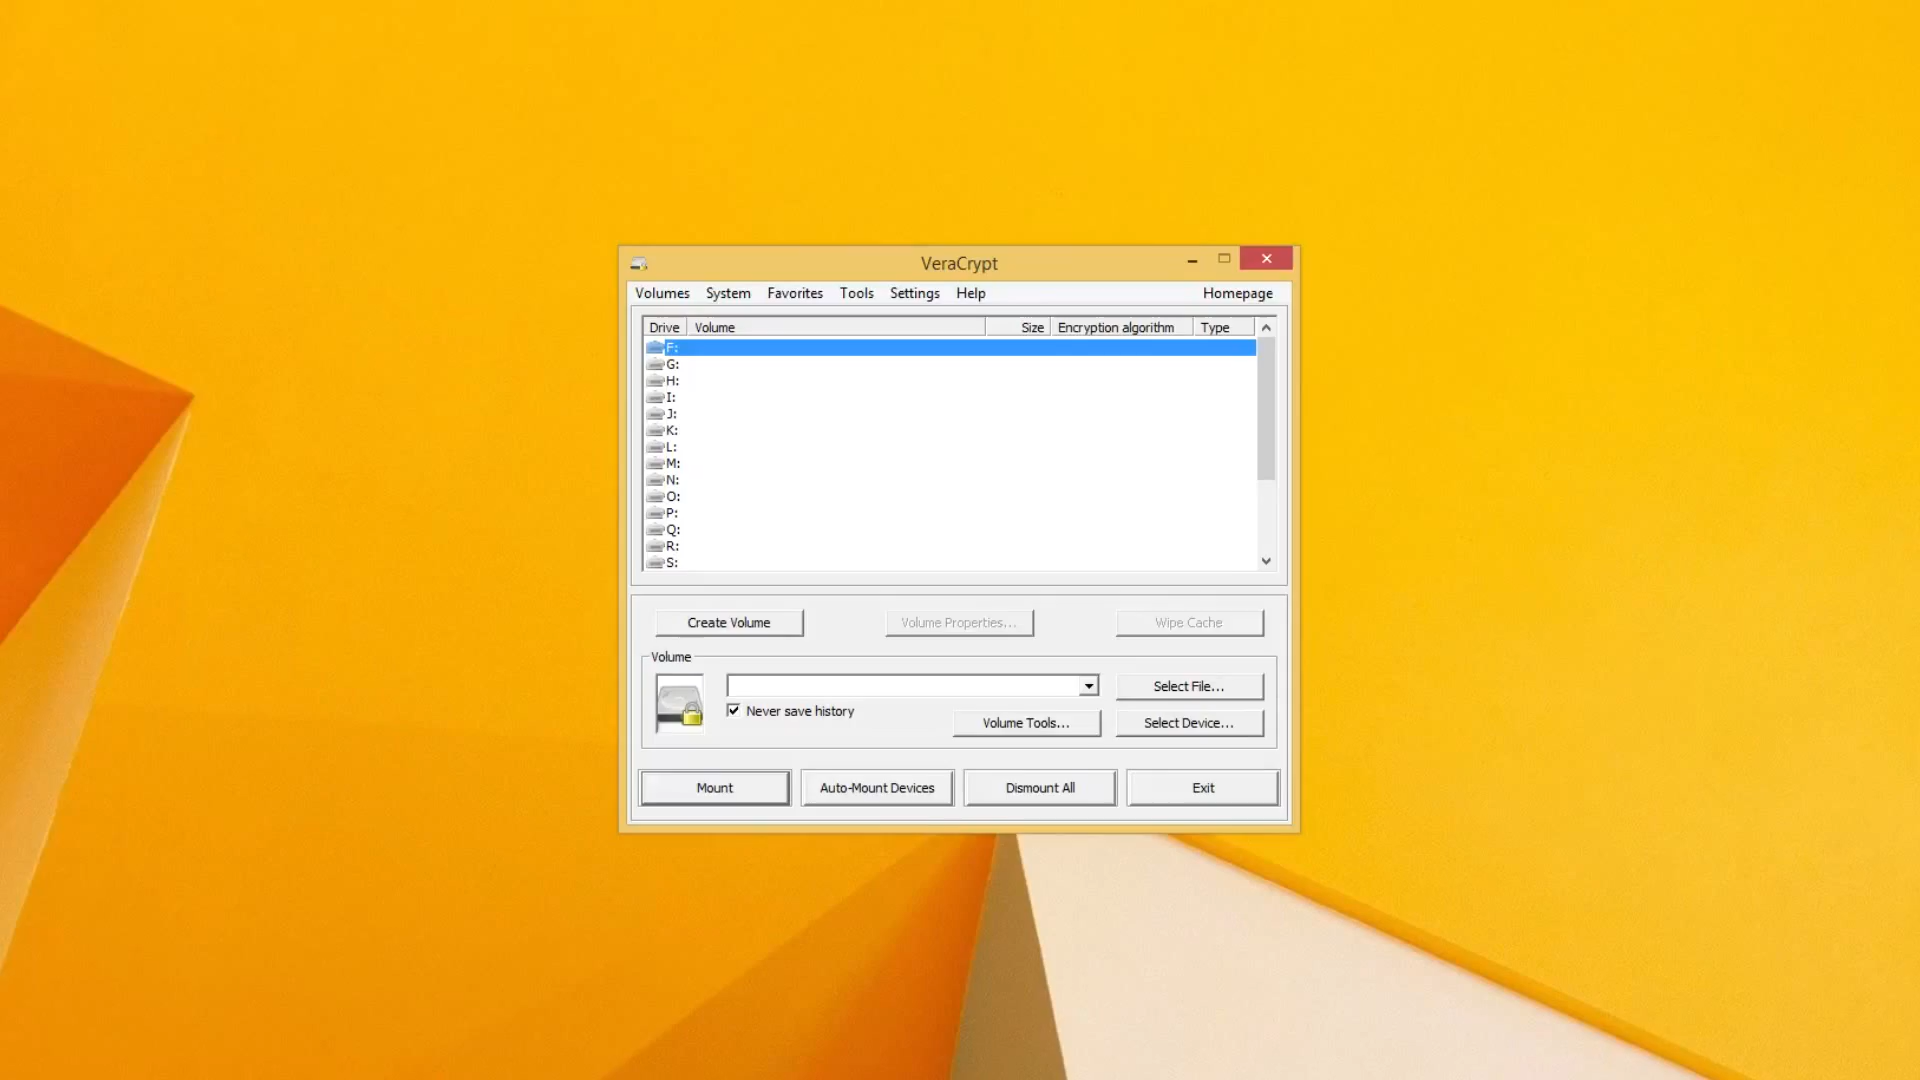 VeraCrypt
Volumes System Favorites Tools Settings Help Homepage
Drive Volume Size Encryption algorithm Type
F:
G:
H:
I:
J:
K:
L:
M:
N:
O:
P:
Q:
R:
S:
Create Volume Volume Properties... Wipe Cache
Volume
Select File...
Never save history
Volume Tools... Select Device...
Mount Auto-Mount Devices Dismount All Exit